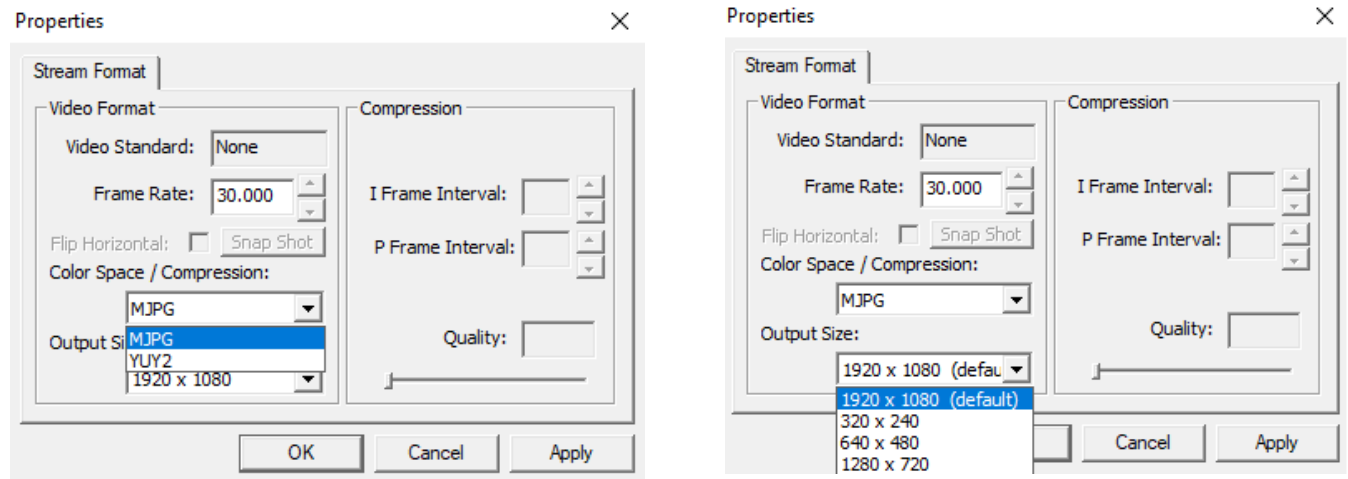 Properties
Stream Format
Video Format
Video Standard: None
Frame Rate: 30.000
Flip Horizontal: Snap Shot
Color Space / Compression:
MJPG
MJPG
YUY2
Output Si
1920 x 1080
Compression
I Frame Interval:
P Frame Interval:
Quality:
OK Cancel Apply
Properties
Stream Format
Video Format
Video Standard: None
Frame Rate: 30.000
Flip Horizontal: Snap Shot
Color Space / Compression:
MJPG
Output Size:
1920 x 1080 (defau
1920 x 1080 (default)
320 x 240
640 x 480
1280 x 720
Compression
I Frame Interval:
P Frame Interval:
Quality:
Cancel Apply